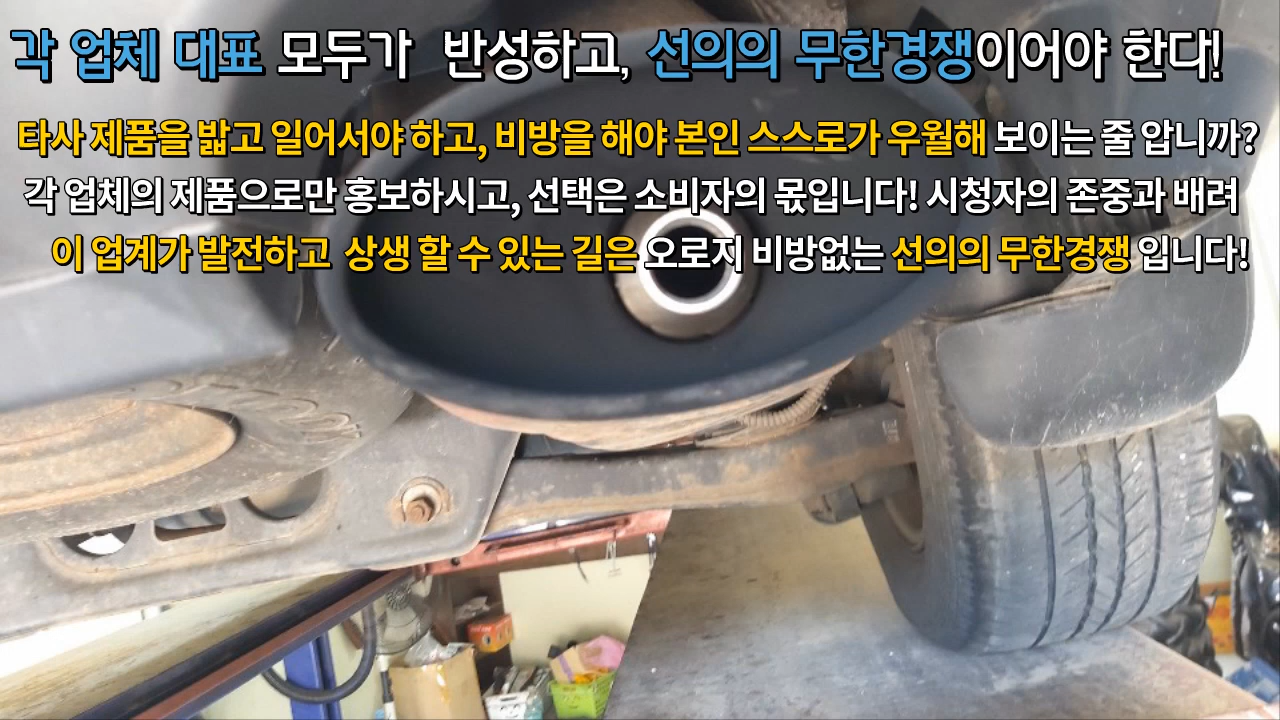 각 업체 대표 모두가 반성하고, 선의의 무한경쟁이어야 한다!
타사 제품을 밟고 일어서야 하고, 비방을 해야 본인 스스로가 우월해 보이는 줄 압니까?
각 업체의 제품으로만 홍보하시고, 선택은 소비자의 몫입니다! 시청자의 존중과 배려
이 업계가 발전하고 상생 할 수 있는 길은 오로지 비방없는 선의의 무한경쟁 입니다!